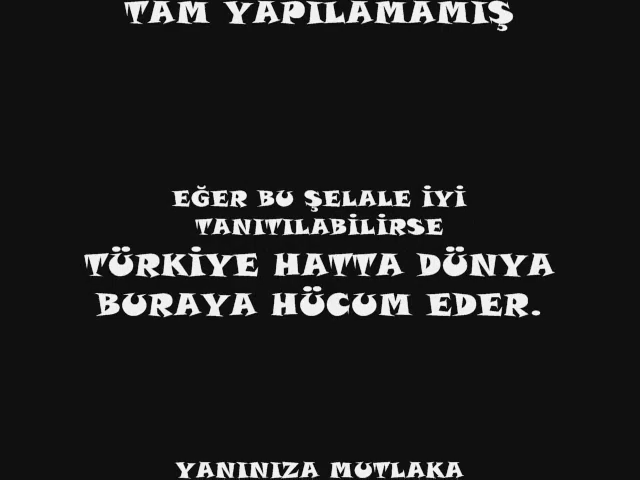 TAM YAPILAMAMIŞ
EĞER BU ŞELALE İYİ
TANITILABİLİRSE
TÜRKİYE HATTA DÜNYA
BURAYA HÜCUM EDER.
YANINIZA MUTLAKA